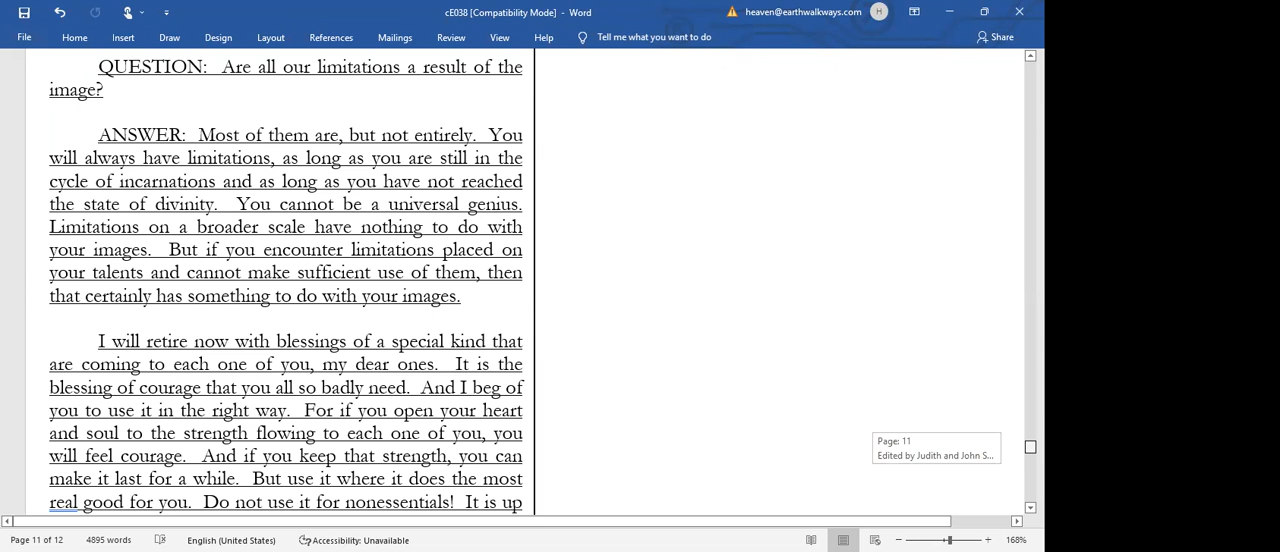 cE038 [Compatibility Mode] - Word
heaven@earthwalkways.com
H
File
Home
Insert
Draw
Design
Layout
References
Mailings
Review
View
Help
Tell me what you want to do
Share
QUESTION: Are all our limitations a result of the
image?
ANSWER: Most of them are, but not entirely. You
will always have limitations, as long as you are still in the
cycle of incarnations and as long as you have not reached
the state of divinity. You cannot be a universal genius.
Limitations on a broader scale have nothing to do with
your images. But if you encounter limitations placed on
your talents and cannot make sufficient use of them, then
that certainly has something to do with your images.
I will retire now with blessings of a special kind that
are coming to each one of you, my dear ones. It is the
blessing of courage that you all so badly need. And I beg of
you to use it in the right way. For if you open your heart
and soul to the strength flowing to each one of you, you
will feel courage. And if you keep that strength, you can
make it last for a while. But use it where it does the most
real good for you. Do not use it for nonessentials! It is up
Page: 11
Edited by Judith and John S...
Page 11 of 12
4895 words
English (United States)
Accessibility: Unavailable
168%